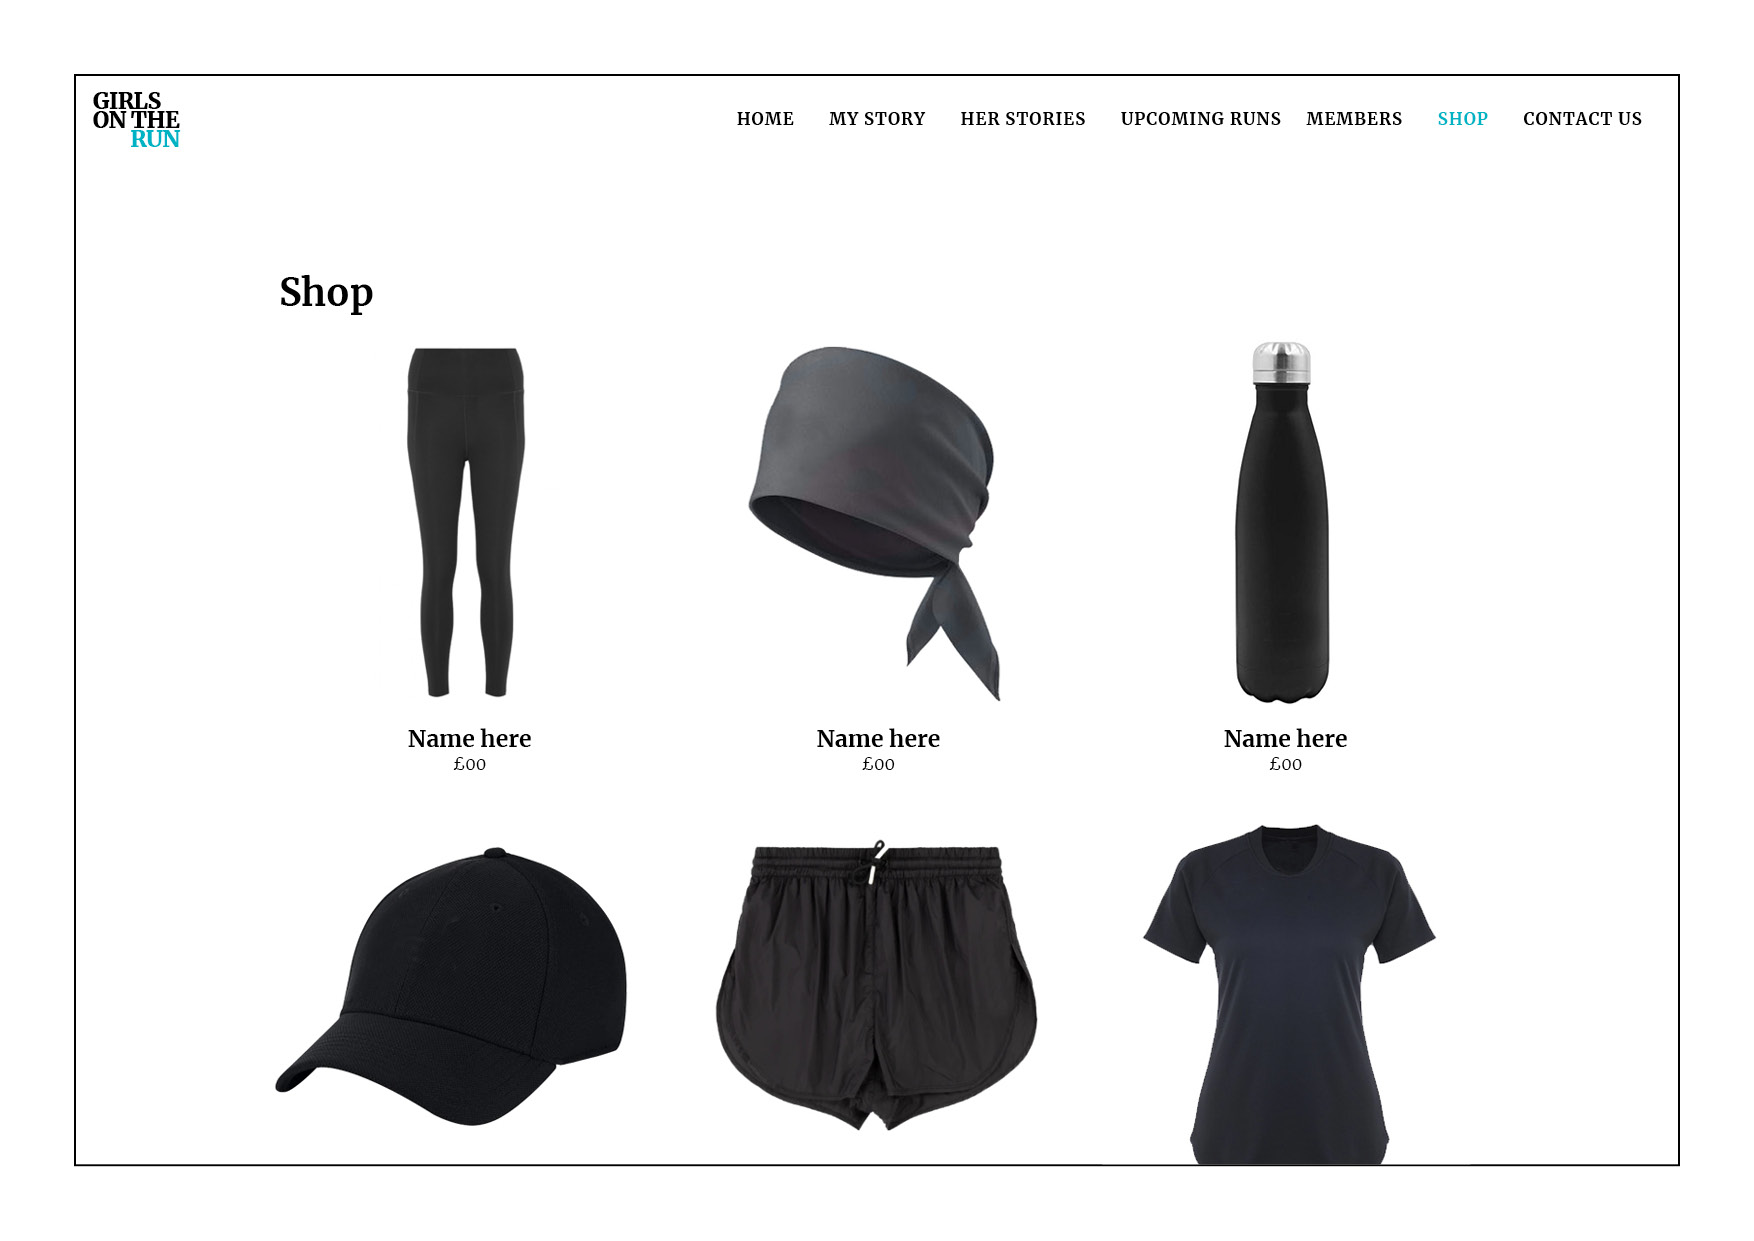 GIRLS
ON THE
RUN
HOME MY STORY HER STORIES UPCOMING RUNS MEMBERS SHOP CONTACT US
Shop
Name here Name here Name here
£00 £00 £00